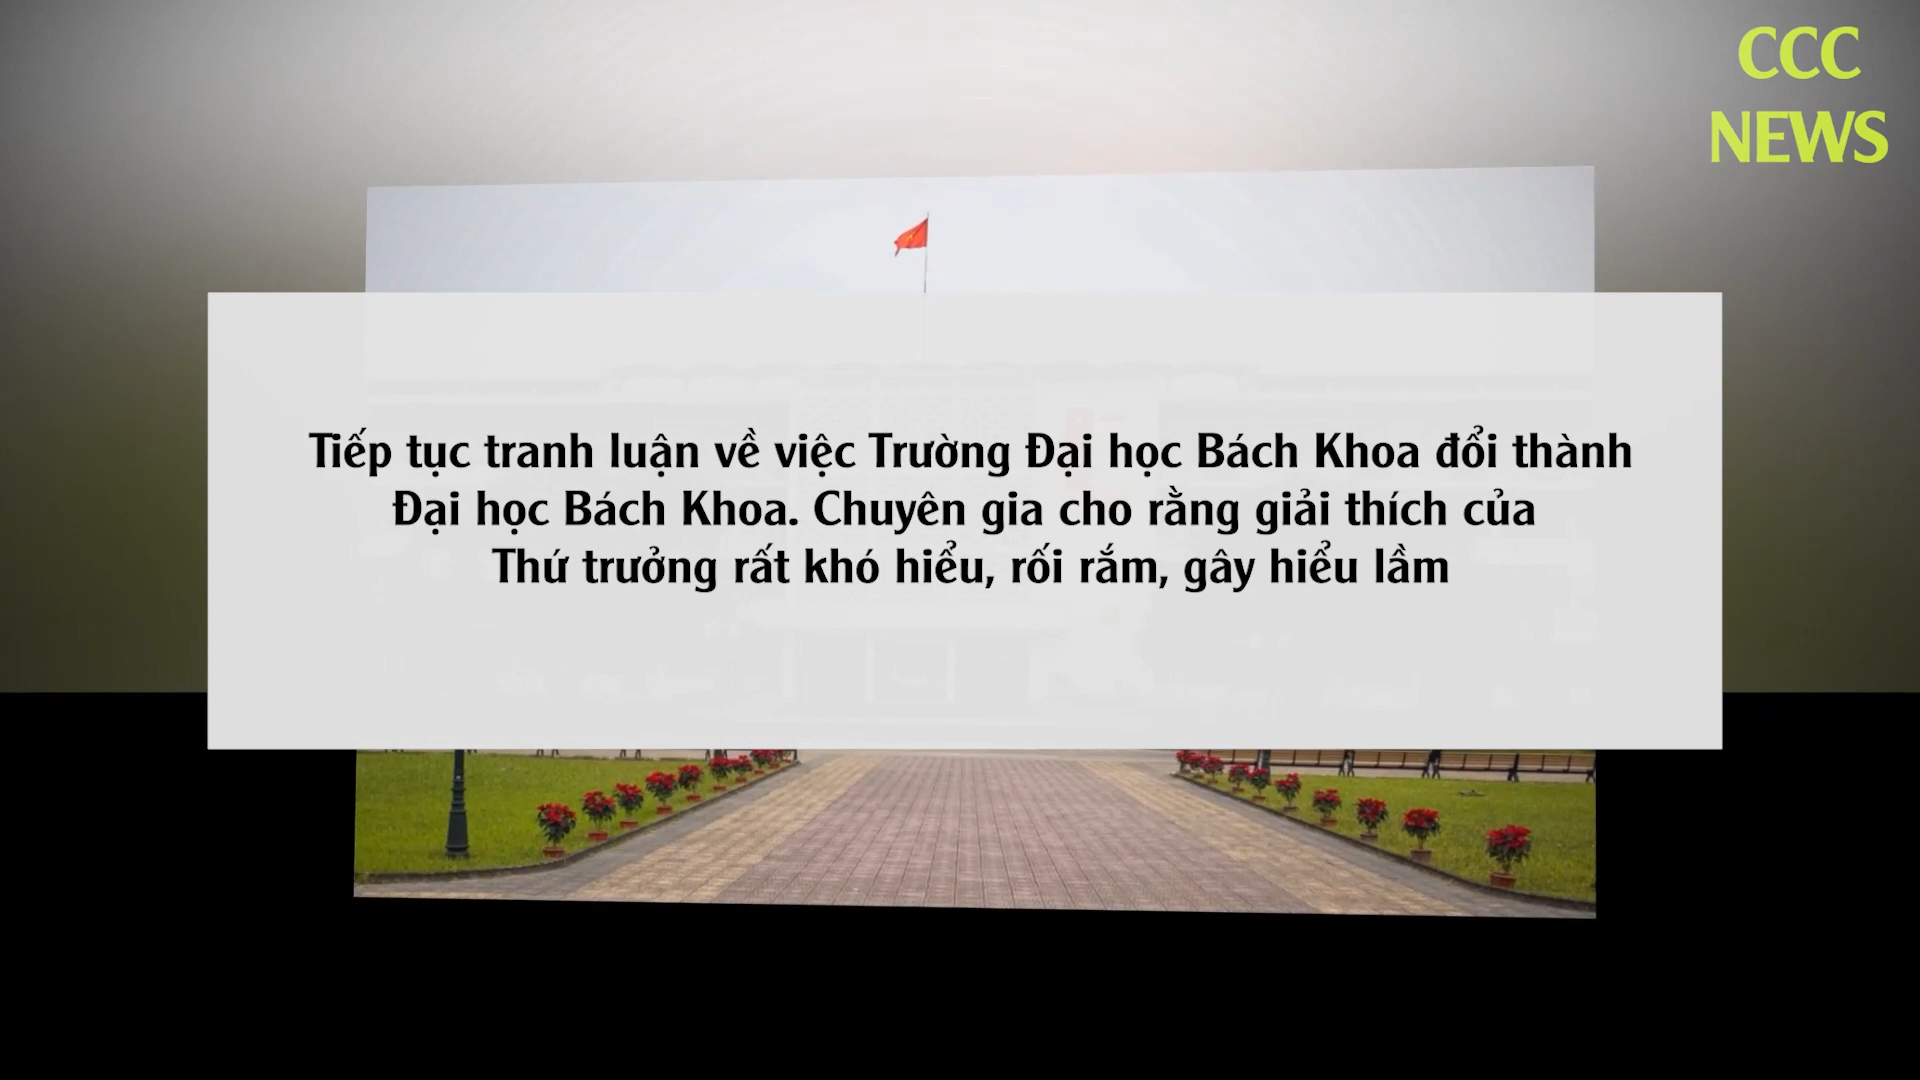 CCC
NEWS
Tiếp tục tranh luận về việc Trường Đại học Bách Khoa đổi thành
Đại học Bách Khoa. Chuyên gia cho rằng giải thích của
Thứ trưởng rất khó hiểu, rối rắm, gây hiểu lầm